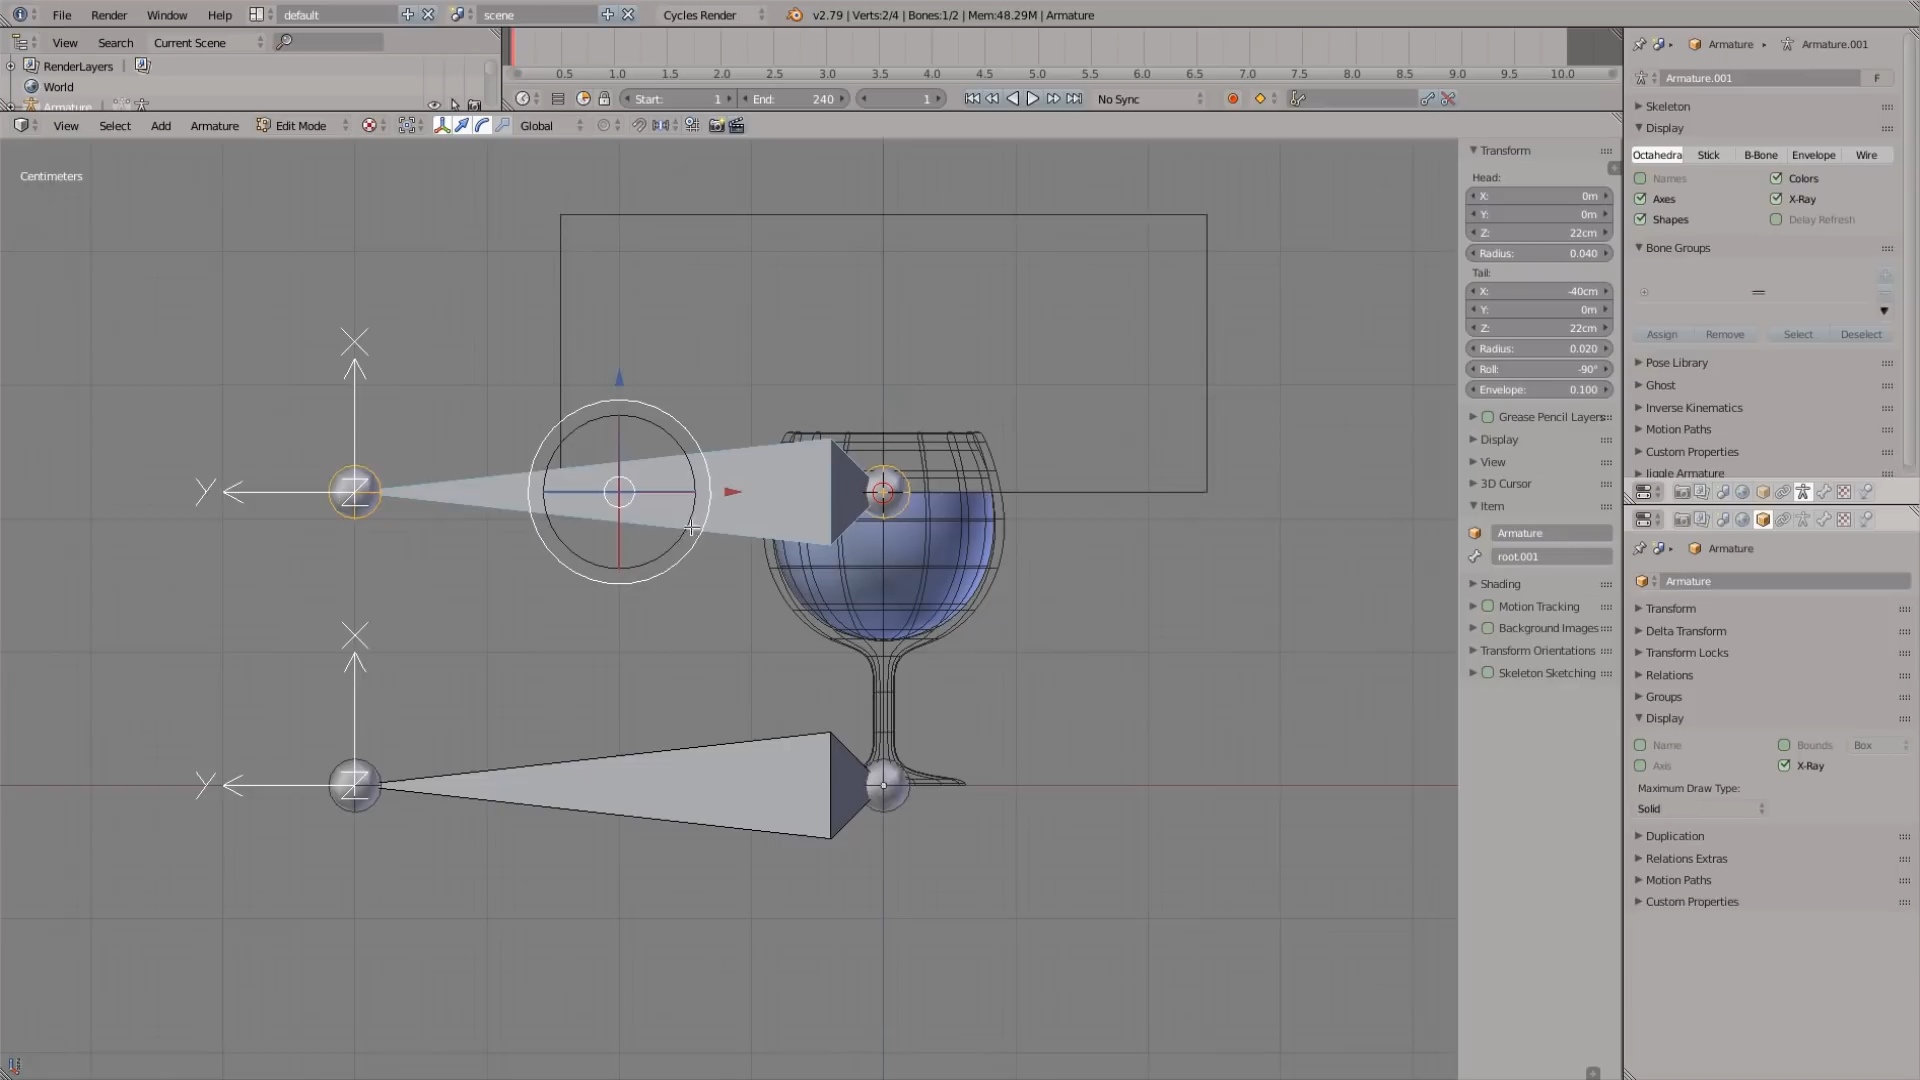 File Render Window Help default scene Cycles Render v2.79 | Verts:2/4 | Bones:1/2 | Mem:48.29M | Armature
View Search Current Scene
RenderLayers |
World
Armature
0.5 1.0 1.5 2.0 2.5 3.0 3.5 4.0 4.5 5.0 5.5 6.0 6.5 7.0 7.5 8.0 8.5 9.0 9.5 10.0
Start: 1 End: 240 1 No Sync
View Select Add Armature Edit Mode Global
Centimeters
X
Y
Z
X
Y
Z
Transform
Head:
X: 0m
Y: 0m
Z: 22cm
Radius: 0.040
Tail:
X: -40cm
Y: 0m
Z: 22cm
Radius: 0.020
Roll: -90°
Envelope: 0.100
Grease Pencil Layers
Display
View
3D Cursor
Item
Armature
root.001
Shading
Motion Tracking
Background Images
Transform Orientations
Skeleton Sketching
Armature Armature.001
Armature.001 F
Skeleton
Display
Octahedra Stick B-Bone Envelope Wire
Names Colors
Axes X-Ray
Shapes Delay Refresh
Bone Groups
Assign Remove Select Deselect
Pose Library
Ghost
Inverse Kinematics
Motion Paths
Custom Properties
Jiggle Armature
Armature
Armature
Transform
Delta Transform
Transform Locks
Relations
Groups
Display
Name Bounds Box
Axis X-Ray
Maximum Draw Type:
Solid
Duplication
Relations Extras
Motion Paths
Custom Properties